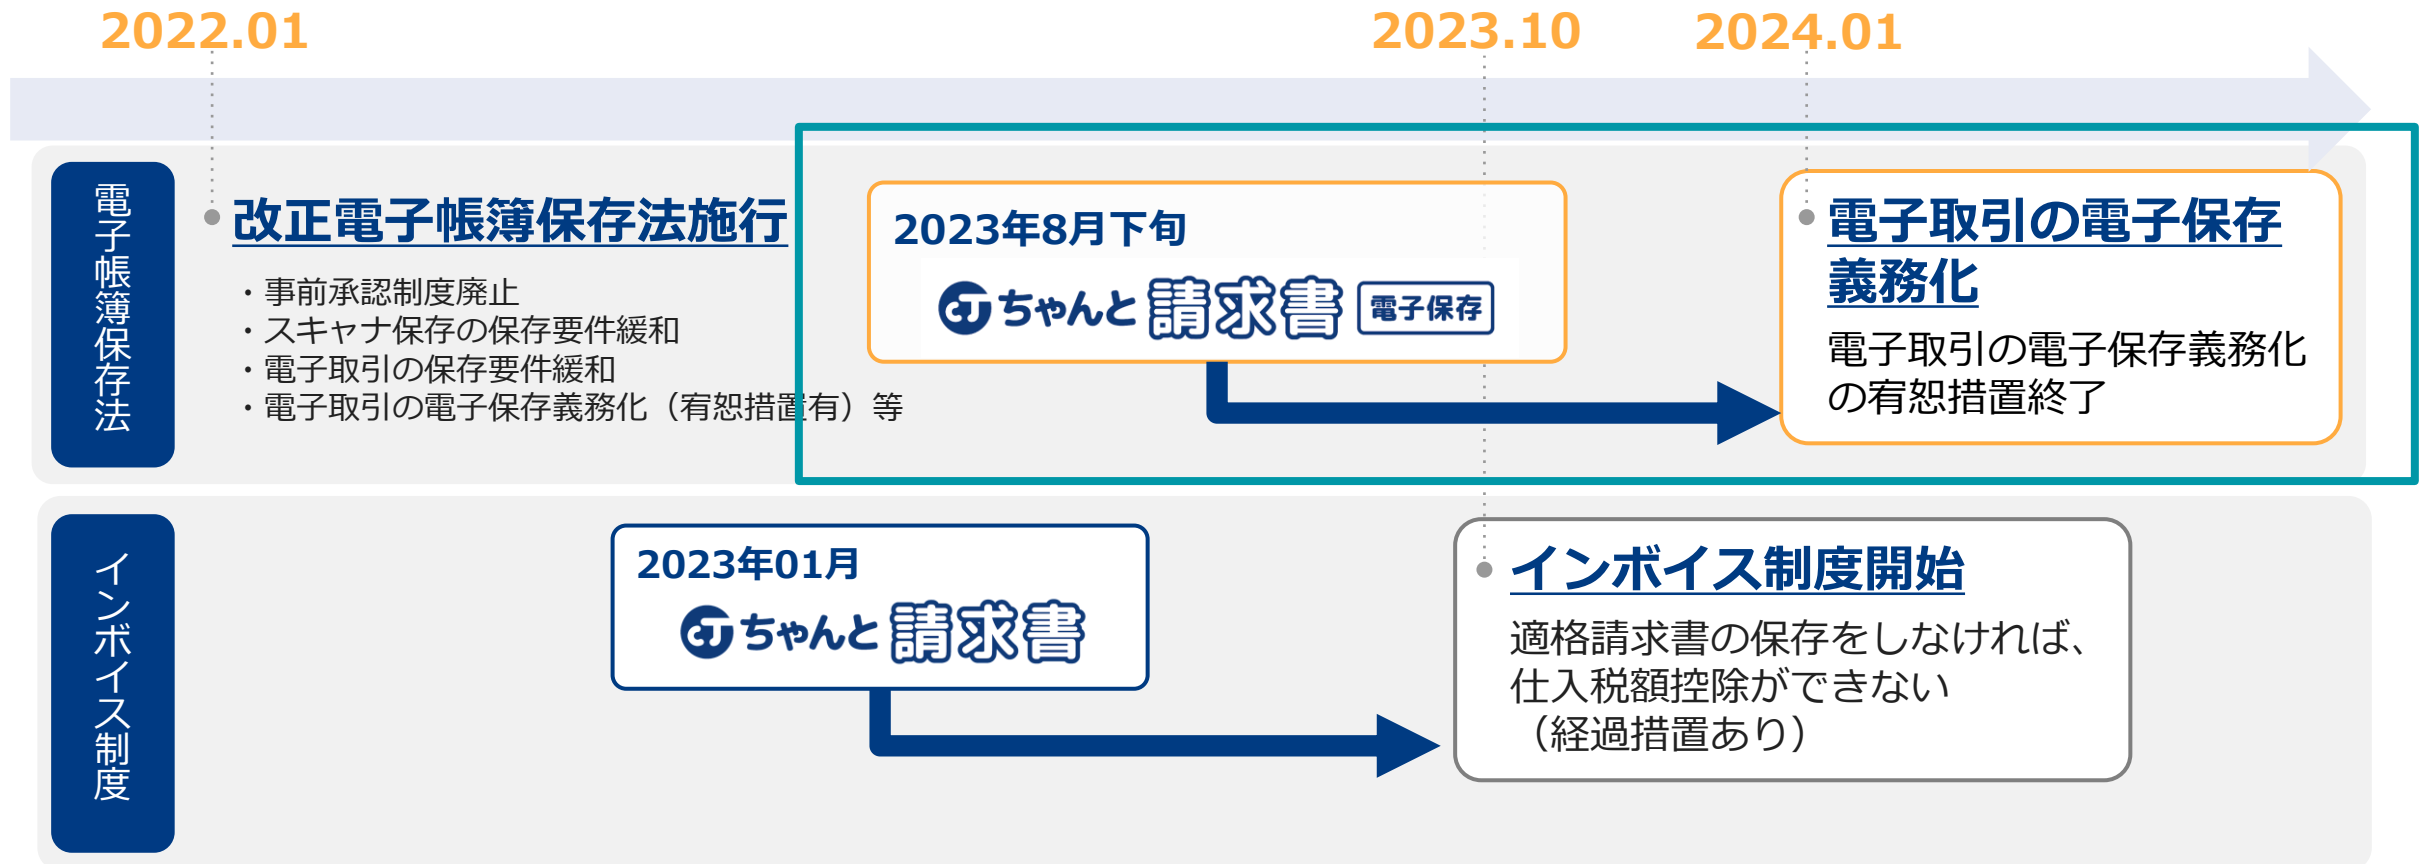 2022.01
2023.10
2024.01
電子帳簿保存法
改正電子帳簿保存法施行
・事前承認制度廃止
・スキャナ保存の保存要件緩和
・電子取引の保存要件緩和
・電子取引の電子保存義務化（宥恕措置有）等
2023年8月下旬
ちゃんと 請求書 電子保存
電子取引の電子保存
義務化
電子取引の電子保存義務化
の宥恕措置終了
インボイス制度
2023年01月
ちゃんと 請求書
インボイス制度開始
適格請求書の保存をしなければ、
仕入税額控除ができない
（経過措置あり）